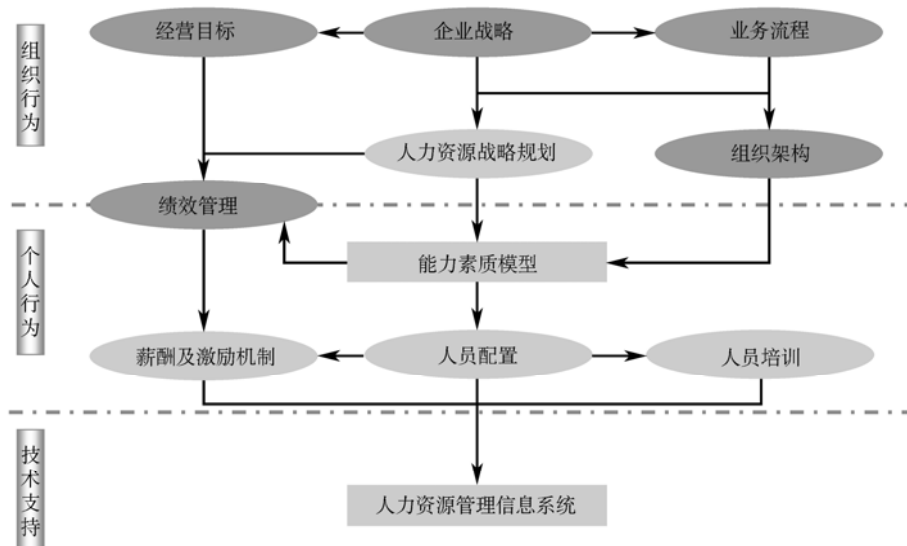 组织行为
经营目标
企业战略
业务流程
人力资源战略规划
组织架构
绩效管理
个人行为
能力素质模型
薪酬及激励机制
人员配置
人员培训
技术支持
人力资源管理信息系统